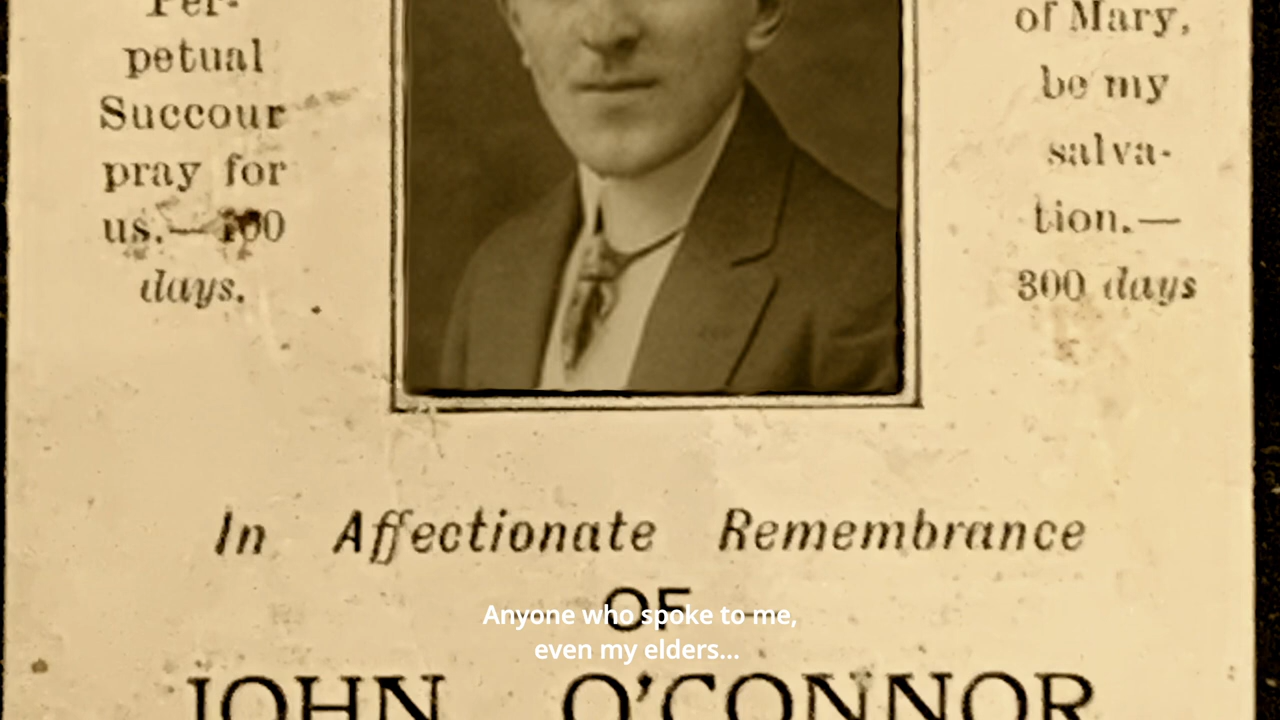 Per-
petual
Succour
pray for
us.—100
days.
of Mary,
be my
salva-
tion.—
300 days
In Affectionate Remembrance
— OF —
Anyone who spoke to me,
even my elders...
JOHN O'CONNOR